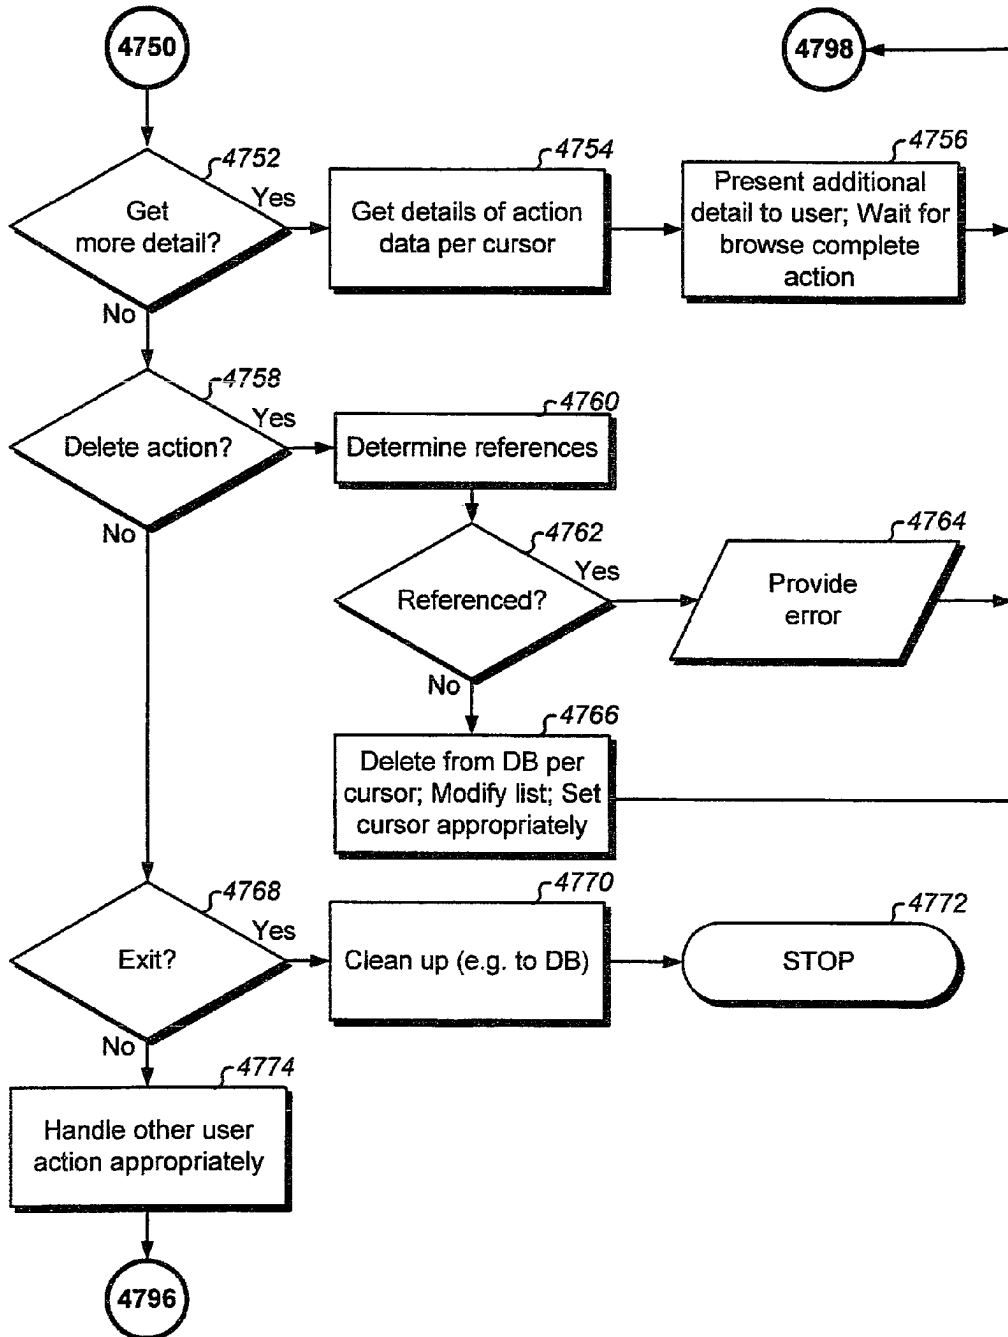 4750
4798
4752
Yes
Get
more detail?
No
4754
Get details of action
data per cursor
4756
Present additional
detail to user; Wait for
browse complete
action
4758
Yes
Delete action?
No
4760
Determine references
4762
Yes
Referenced?
No
4764
Provide
error
4766
Delete from DB per
cursor; Modify list; Set
cursor appropriately
4768
Yes
Exit?
No
4770
Clean up (e.g. to DB)
4772
STOP
4774
Handle other user
action appropriately
4796